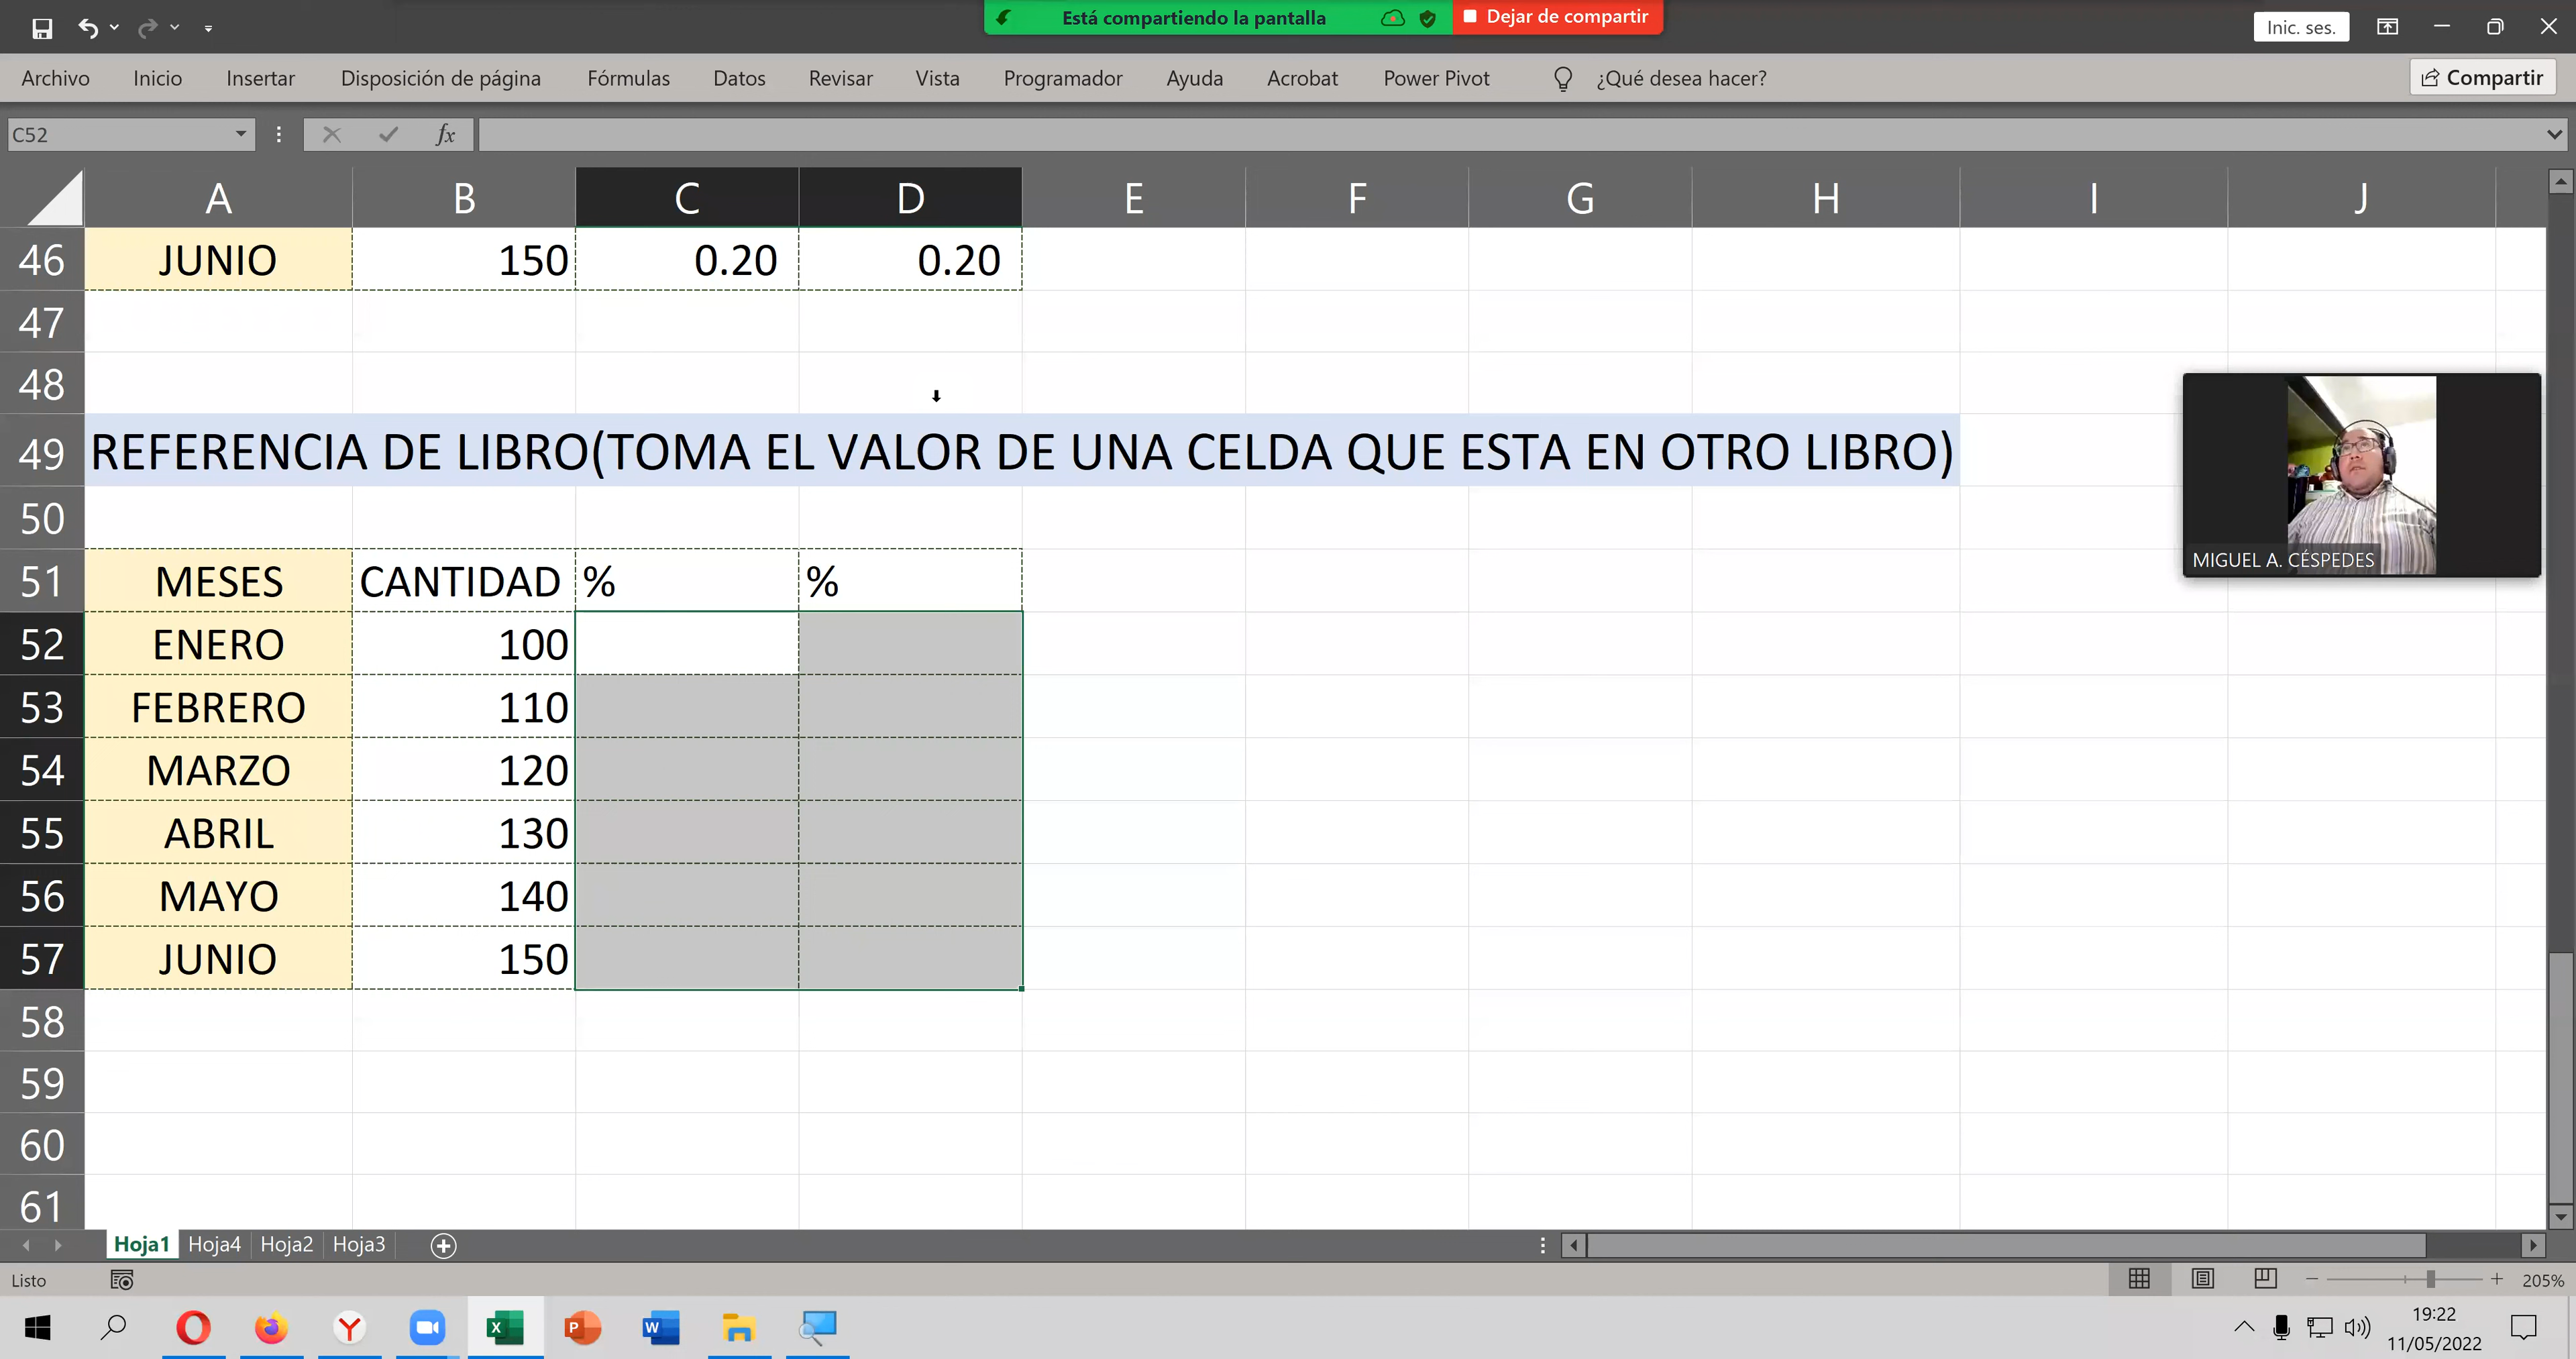 Está compartiendo la pantalla
Dejar de compartir
Inic. ses.
Archivo Inicio Insertar Disposición de página Fórmulas Datos Revisar Vista Programador Ayuda Acrobat Power Pivot ¿Qué desea hacer? Compartir
C52 fx
A B C D E F G H I J
46 JUNIO 150 0.20 0.20
47
48
49 REFERENCIA DE LIBRO(TOMA EL VALOR DE UNA CELDA QUE ESTA EN OTRO LIBRO)
50
51 MESES CANTIDAD % %
52 ENERO 100
53 FEBRERO 110
54 MARZO 120
55 ABRIL 130
56 MAYO 140
57 JUNIO 150
58
59
60
61
MIGUEL A. CÉSPEDES
Hoja1 Hoja4 Hoja2 Hoja3
Listo 205%
19:22
11/05/2022